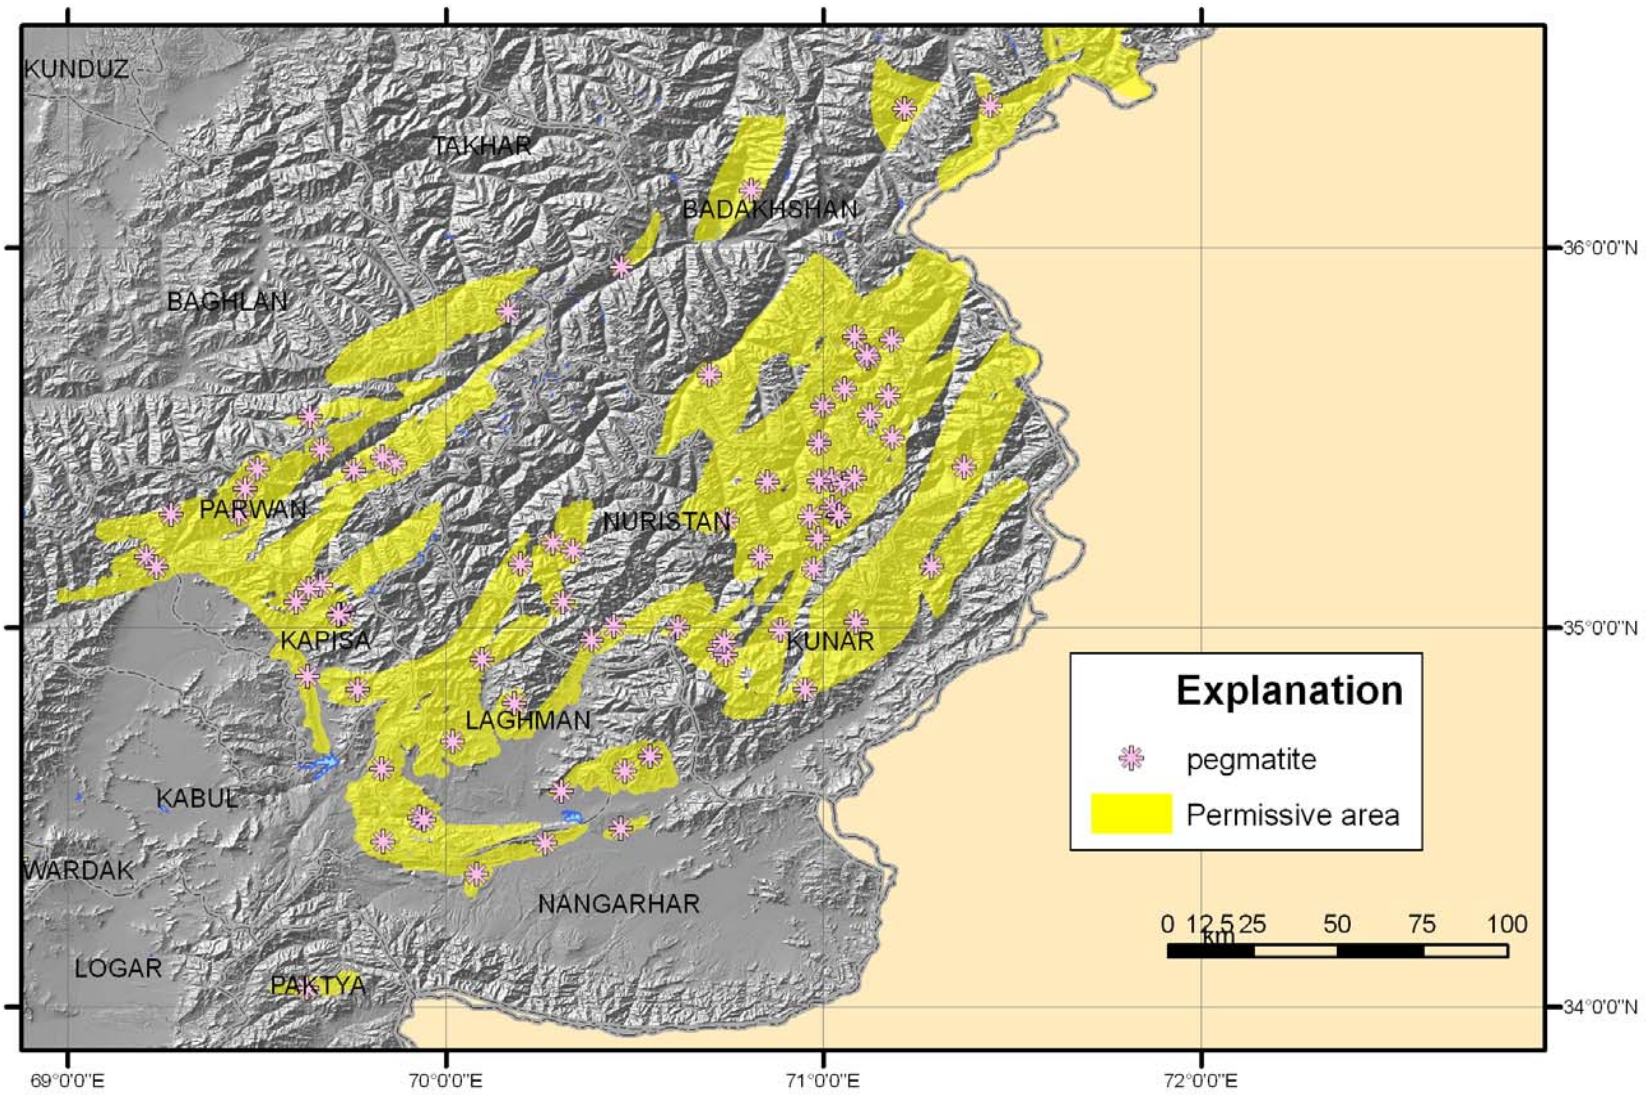 KUNDUZ
TAKHAR
BADAKHSHAN
36°0'0"N
BAGHLAN
PARWAN
NURISTAN
KAPISA
KUNAR
35°0'0"N
LAGHMAN
KABUL
WARDAK
NANGARHAR
LOGAR
PAKTYA
Explanation
pegmatite
Permissive area
0 12.5 25 50 75 100
km
34°0'0"N
69°0'0"E 70°0'0"E 71°0'0"E 72°0'0"E